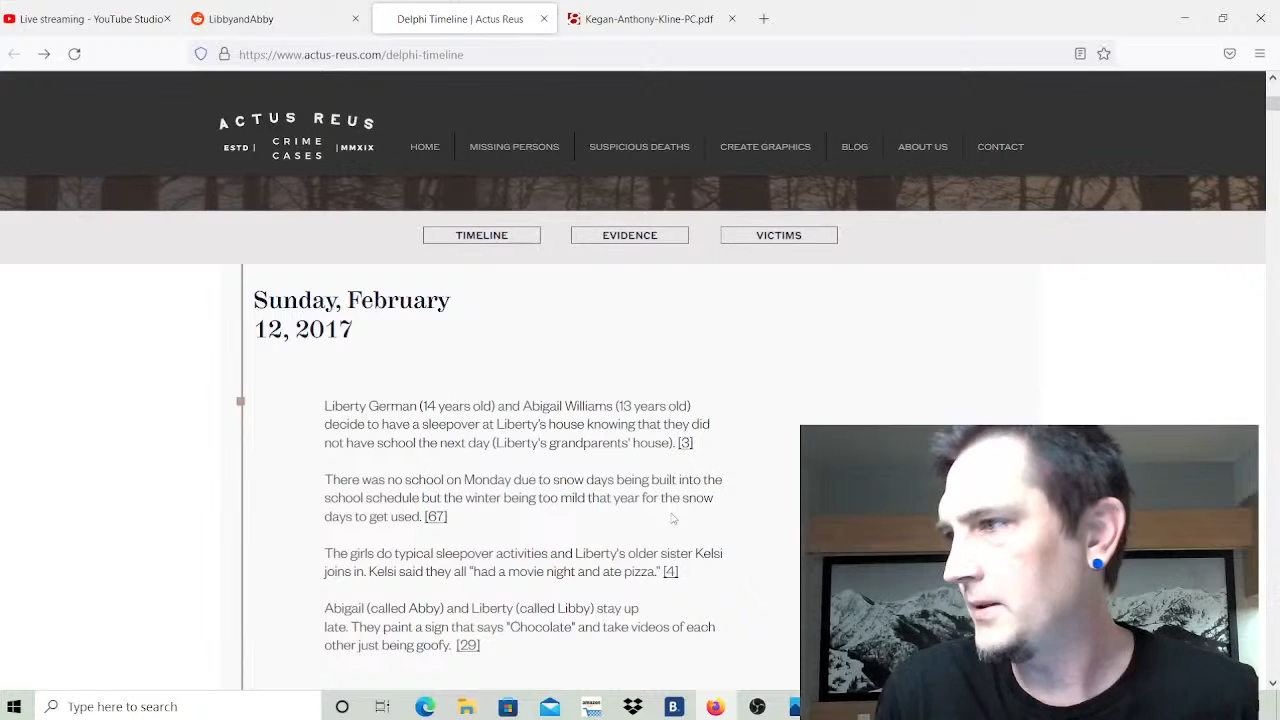 Live streaming - YouTube Studio
LibbyandAbby
Delphi Timeline | Actus Reus
Kegan-Anthony-Kline-PC.pdf
https://www.actus-reus.com/delphi-timeline
ACTUS REUS
ESTD | CRIME CASES | MMXIX
HOME
MISSING PERSONS
SUSPICIOUS DEATHS
CREATE GRAPHICS
BLOG
ABOUT US
CONTACT
TIMELINE
EVIDENCE
VICTIMS
Sunday, February
12, 2017
Liberty German (14 years old) and Abigail Williams (13 years old)
decide to have a sleepover at Liberty's house knowing that they did
not have school the next day (Liberty's grandparents' house). [3]
There was no school on Monday due to snow days being built into the
school schedule but the winter being too mild that year for the snow
days to get used. [67]
The girls do typical sleepover activities and Liberty's older sister Kelsi
joins in. Kelsi said they all "had a movie night and ate pizza." [4]
Abigail (called Abby) and Liberty (called Libby) stay up
late. They paint a sign that says "Chocolate" and take videos of each
other just being goofy. [29]
Type here to search
amazon
B.